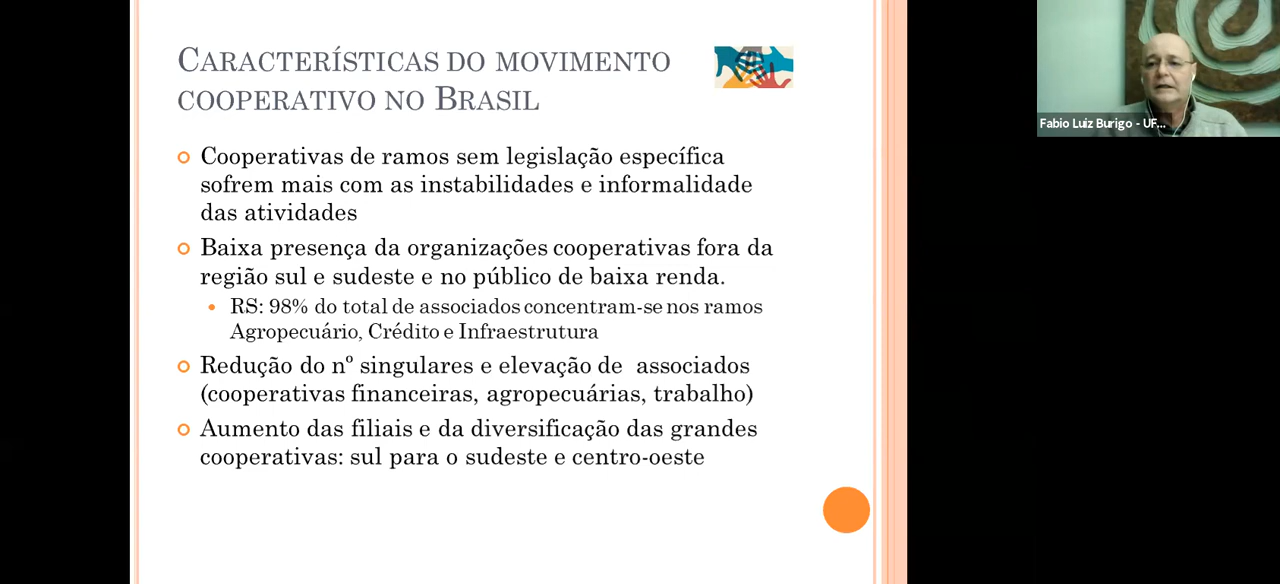 CARACTERÍSTICAS DO MOVIMENTO
COOPERATIVO NO BRASIL
Cooperativas de ramos sem legislação específica
sofrem mais com as instabilidades e informalidade
das atividades
Baixa presença da organizações cooperativas fora da
região sul e sudeste e no público de baixa renda.
RS: 98% do total de associados concentram-se nos ramos
Agropecuário, Crédito e Infraestrutura
Redução do nº singulares e elevação de associados
(cooperativas financeiras, agropecuárias, trabalho)
Aumento das filiais e da diversificação das grandes
cooperativas: sul para o sudeste e centro-oeste
Fabio Luiz Burigo - UF...